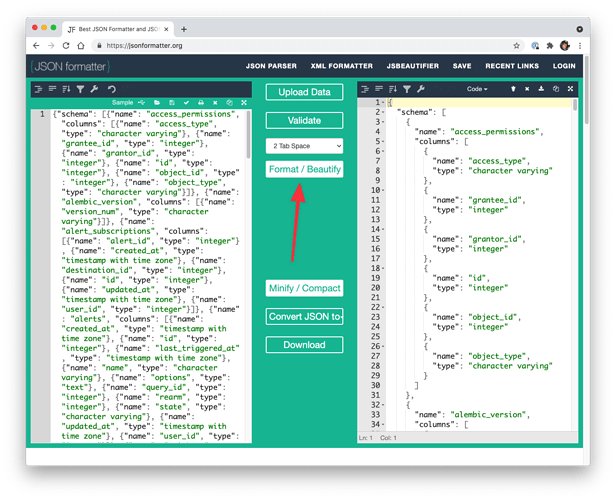 JF Best JSON Formatter and JSON
https://jsonformatter.org
{JSON formatter}
JSON PARSER XML FORMATTER JSBEAUTIFIER SAVE RECENT LINKS LOGIN
Sample
1 {"schema": [{"name": "access_permissions",
"columns": [{"name": "access_type",
"type": "character varying"}, {"name":
"grantee_id", "type": "integer"},
{"name": "grantor_id", "type":
"integer"}, {"name": "id", "type":
"integer"}, {"name": "object_id", "type"
: "integer"}, {"name": "object_type",
"type": "character varying"}]}, {"name":
"alembic_version", "columns": [{"name":
"version_num", "type": "character
varying"}]}, {"name":
"alert_subscriptions", "columns":
[{"name": "alert_id", "type": "integer"}
, {"name": "created_at", "type":
"timestamp with time zone"}, {"name":
"destination_id", "type": "integer"},
{"name": "id", "type": "integer"},
{"name": "updated_at", "type":
"timestamp with time zone"}, {"name":
"user_id", "type": "integer"}]}, {"name"
: "alerts", "columns": [{"name":
"created_at", "type": "timestamp with
time zone"}, {"name": "id", "type":
"integer"}, {"name": "last_triggered_at"
, "type": "timestamp with time zone"},
{"name": "name", "type": "character
varying"}, {"name": "options", "type":
"text"}, {"name": "query_id", "type":
"integer"}, {"name": "rearm", "type":
"integer"}, {"name": "state", "type":
"character varying"}, {"name":
"updated_at", "type": "timestamp with
time zone"}, {"name": "user_id", "type":
Upload Data
Validate
2 Tab Space
Format / Beautify
Minify / Compact
Convert JSON to
Download
Code
1 {
2 "schema": [
3 {
4 "name": "access_permissions",
5 "columns": [
6 {
7 "name": "access_type",
8 "type": "character varying"
9 },
10 {
11 "name": "grantee_id",
12 "type": "integer"
13 },
14 {
15 "name": "grantor_id",
16 "type": "integer"
17 },
18 {
19 "name": "id",
20 "type": "integer"
21 },
22 {
23 "name": "object_id",
24 "type": "integer"
25 },
26 {
27 "name": "object_type",
28 "type": "character varying"
29 }
30 ]
31 },
32 {
33 "name": "alembic_version",
34 "columns": [
Ln: 1 Col: 1